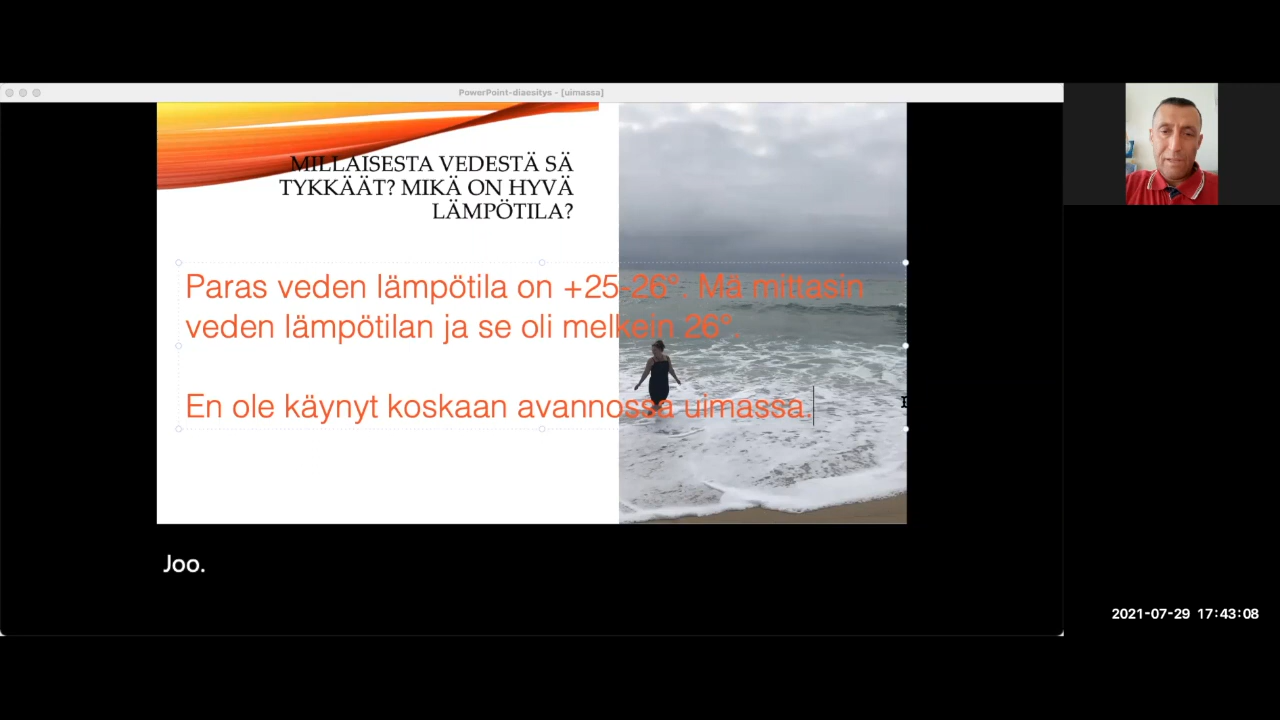 PowerPoint-diaesitys - [uimassa]
MILLAISESTA VEDESTÄ SÄ
TYKKÄÄT? MIKÄ ON HYVÄ
LÄMPÖTILA?
Paras veden lämpötila on +25-26°. Mä mittasin
veden lämpötilan ja se oli melkein 26°.
En ole käynyt koskaan avannossa uimassa.
Joo.
2021-07-29 17:43:08